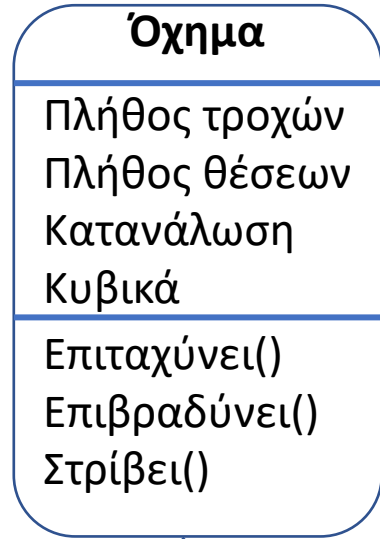 Όχημα
Πλήθος τροχών
Πλήθος θέσεων
Κατανάλωση
Κυβικά
Επιταχύνει()
Επιβραδύνει()
Στρίβει()